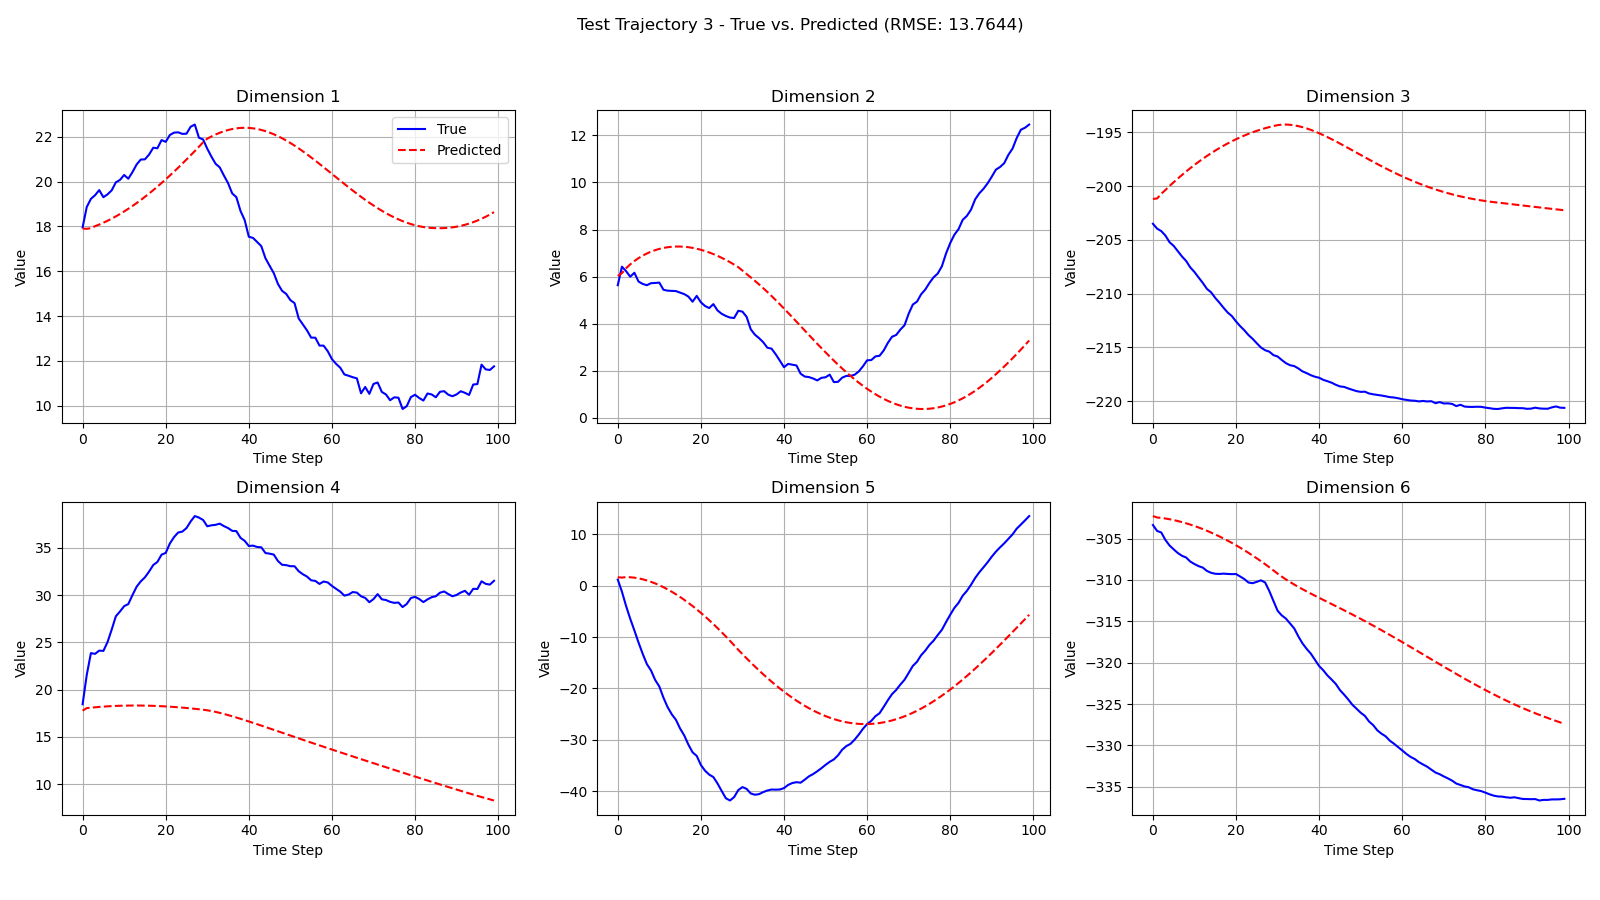 Test Trajectory 3 - True vs. Predicted (RMSE: 13.7644)
Dimension 1
22
20
18
16
14
12
10
Value
0 20 40 60 80 100
Time Step
True
Predicted
Dimension 2
12
10
8
6
4
2
0
Value
0 20 40 60 80 100
Time Step
Dimension 3
−195
−200
−205
−210
−215
−220
Value
0 20 40 60 80 100
Time Step
Dimension 4
35
30
25
20
15
10
Value
0 20 40 60 80 100
Time Step
Dimension 5
10
0
−10
−20
−30
−40
Value
0 20 40 60 80 100
Time Step
Dimension 6
−305
−310
−315
−320
−325
−330
−335
Value
0 20 40 60 80 100
Time Step